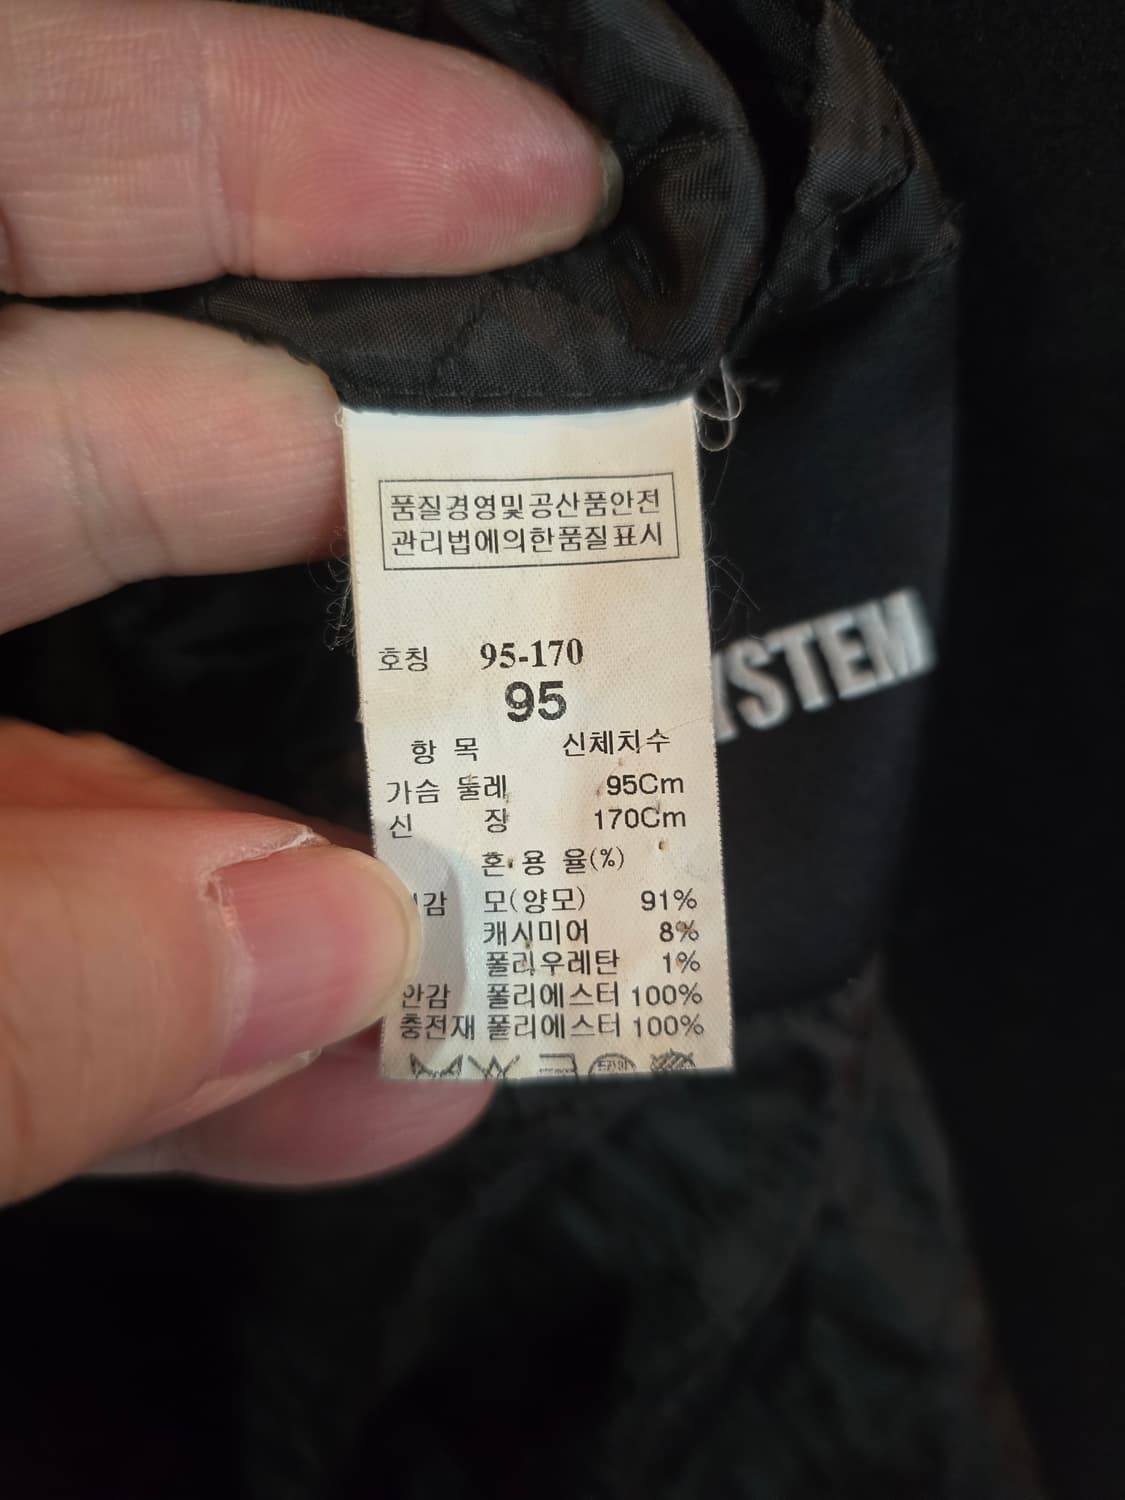 품질경영및공산품안전
관리법에의한품질표시
호칭 95-170
95
항 목 신체치수
가슴 둘레 95Cm
신 장 170Cm
혼·용 율(%)
모(양모) 91%
캐시미어 8%
폴리우레탄 1%
안감 폴리에스터 100%
충전재 폴리에스터 100%
YSTEM